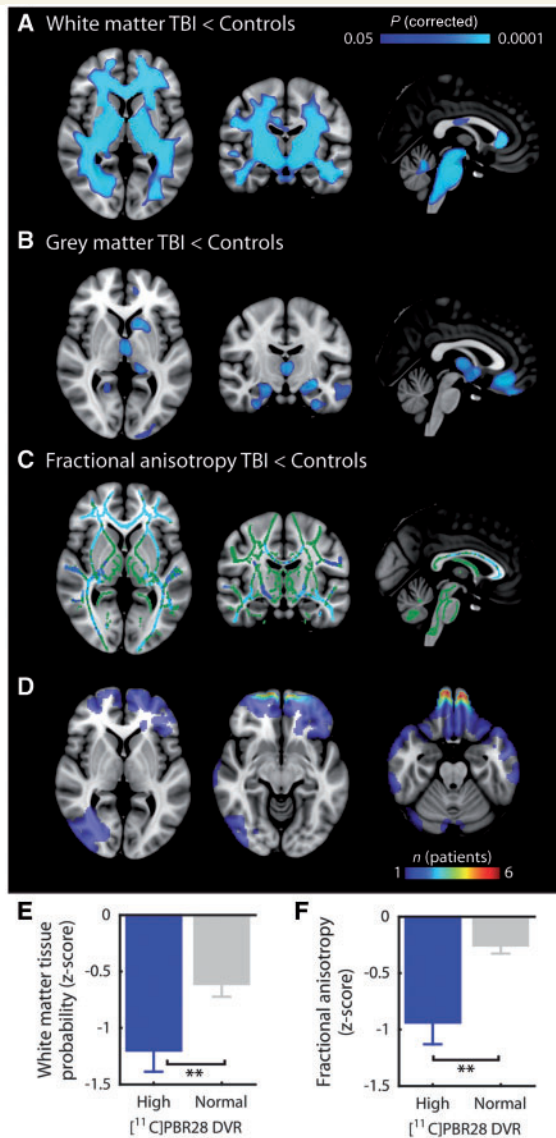 A White matter TBI < Controls
P (corrected)
0.05 0.0001
B Grey matter TBI < Controls
C Fractional anisotropy TBI < Controls
D
n (patients)
1 6
E
White matter tissue
probability (z-score)
0
-0.5
-1
-1.5
**
High Normal
[¹¹C]PBR28 DVR
F
Fractional anisotropy
(z-score)
0
-0.5
-1
-1.5
**
High Normal
[¹¹C]PBR28 DVR